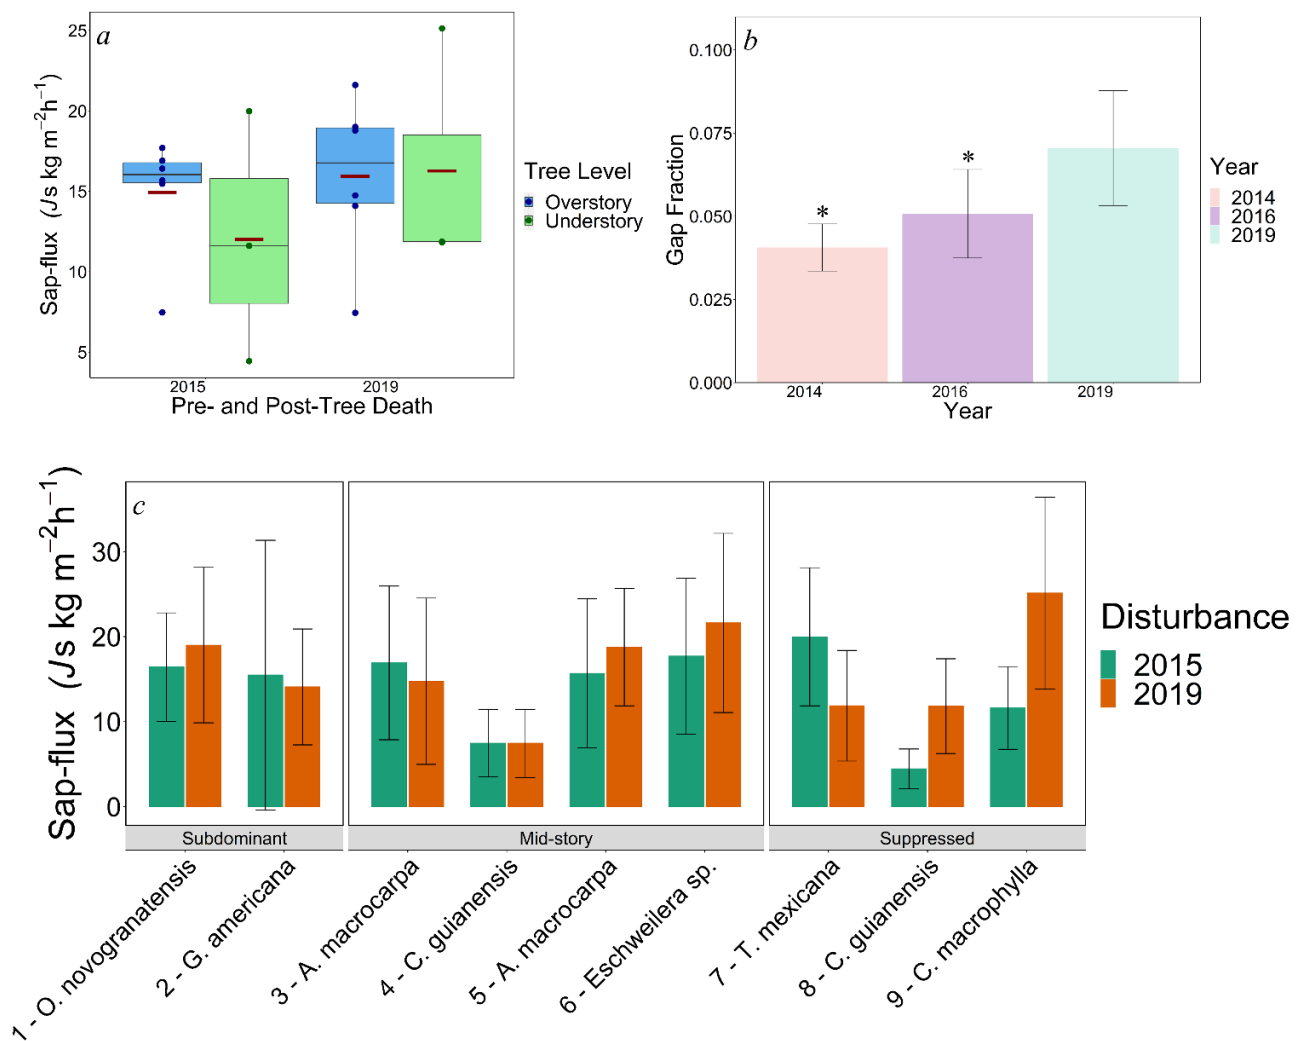 a
25
20
15
10
5
Sap-flux (Js kg m−2h−1)
2015 2019
Pre- and Post-Tree Death
Tree Level
Overstory
Understory
b
0.100
0.075
0.050
0.025
0.000
Gap Fraction
* *
2014 2016 2019
Year
Year
2014
2016
2019
c
30
20
10
0
Sap-flux (Js kg m−2h−1)
Subdominant Mid-story Suppressed
1 - O. novogranatensis
2 - G. americana
3 - A. macrocarpa
4 - C. guianensis
5 - A. macrocarpa
6 - Eschweilera sp.
7 - T. mexicana
8 - C. guianensis
9 - C. macrophylla
Disturbance
2015
2019